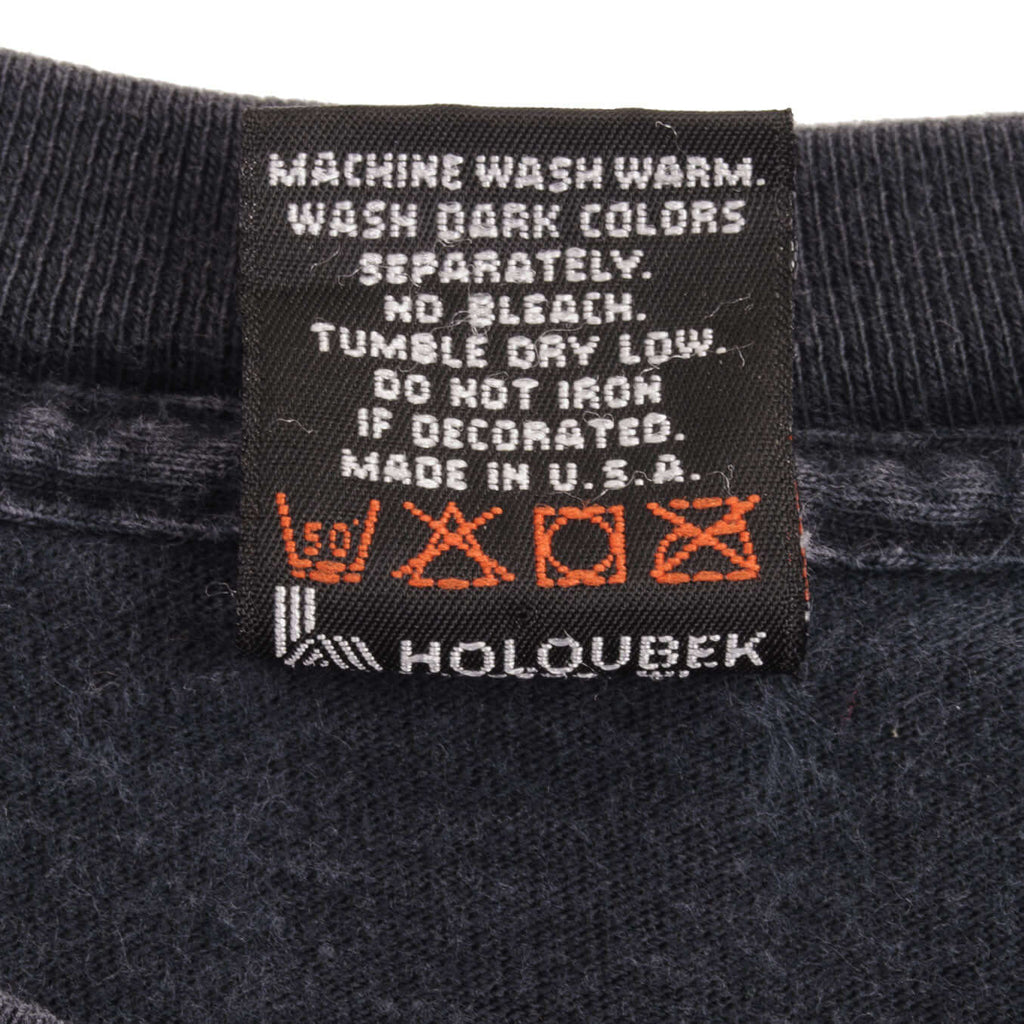 MACHINE WASH WARM.
WASH DARK COLORS
SEPARATELY.
NO BLEACH.
TUMBLE DRY LOW.
DO NOT IRON
IF DECORATED.
MADE IN U.S.A.
50°
HOLOUBEK